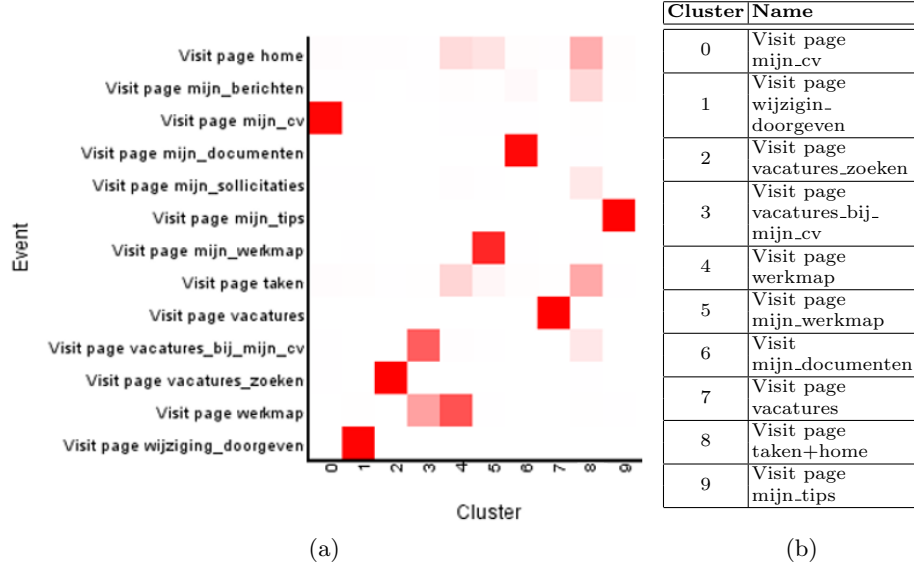 Visit page home
Visit page mijn_berichten
Visit page mijn_cv
Visit page mijn_documenten
Visit page mijn_sollicitaties
Visit page mijn_tips
Visit page mijn_werkmap
Visit page taken
Visit page vacatures
Visit page vacatures_bij_mijn_cv
Visit page vacatures_zoeken
Visit page werkmap
Visit page wijziging_doorgeven
Event
0 1 2 3 4 5 6 7 8 9
Cluster
(a)
Cluster Name
0 Visit page
mijn_cv
1 Visit page
wijzigin_
doorgeven
2 Visit page
vacatures_zoeken
3 Visit page
vacatures_bij_
mijn_cv
4 Visit page
werkmap
5 Visit page
mijn_werkmap
6 Visit
mijn_documenten
7 Visit page
vacatures
8 Visit page
taken+home
9 Visit page
mijn_tips
(b)